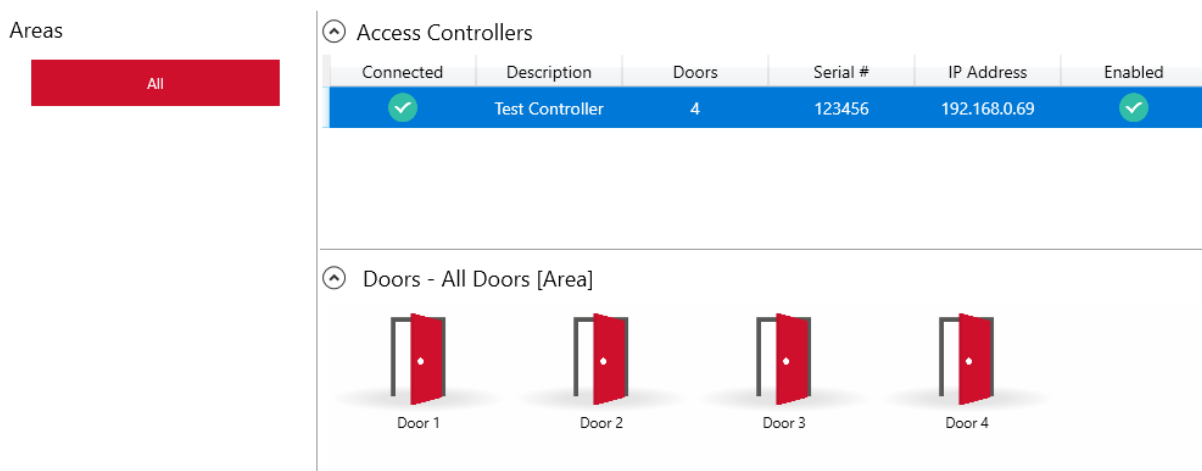 Areas
All
Access Controllers
Connected Description Doors Serial # IP Address Enabled
Test Controller 4 123456 192.168.0.69
Doors - All Doors [Area]
Door 1 Door 2 Door 3 Door 4